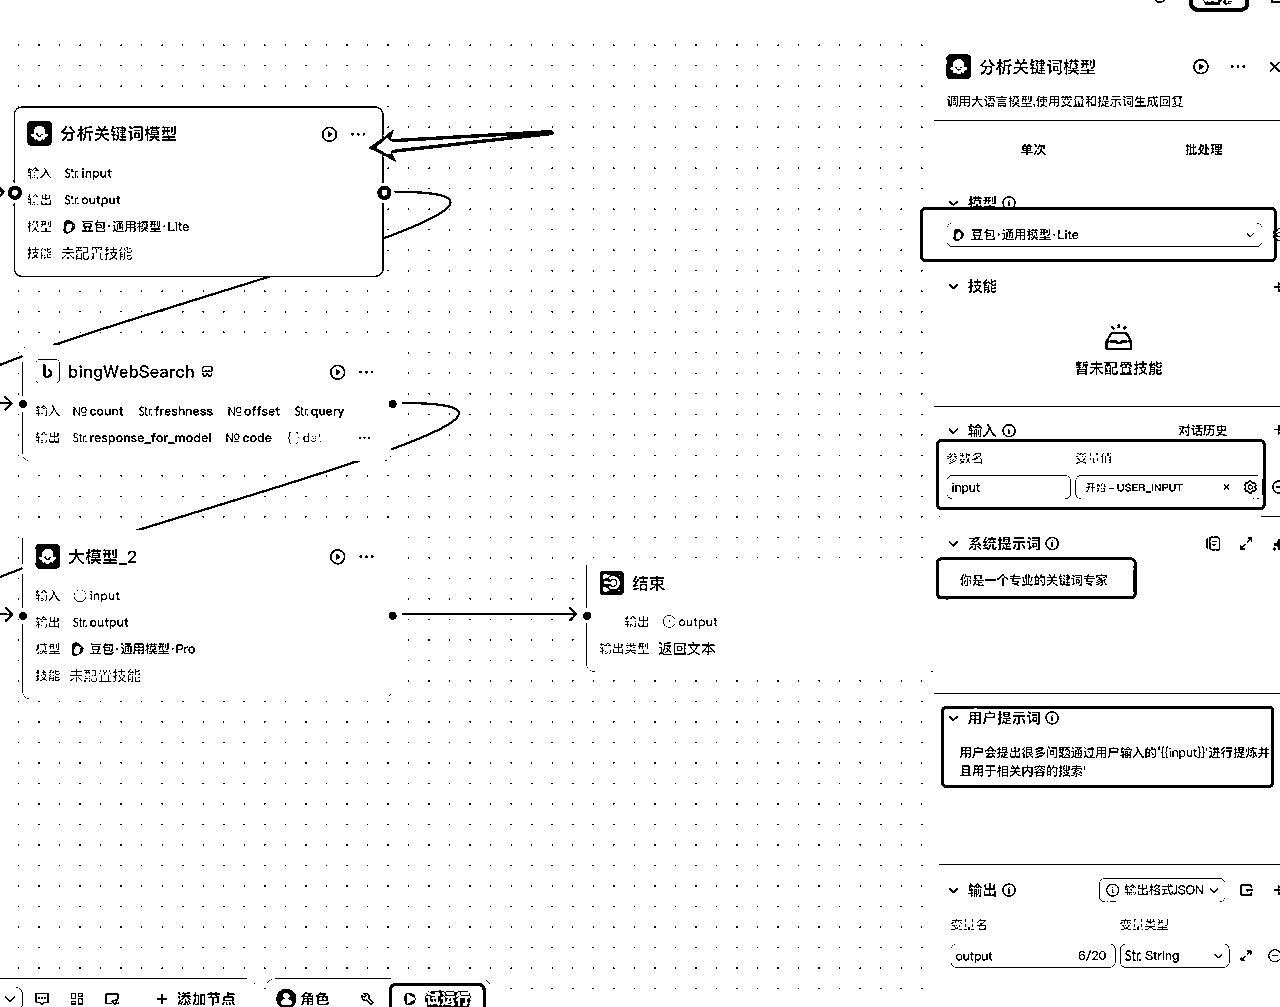 分析关键词模型
输入 Str. input
输出 Str. output
模型 豆包·通用模型·Lite
技能 未配置技能
bingWebSearch
输入 № count Str. freshness № offset Str. query
输出 Str. response_for_model № code
大模型_2
输入 input
输出 Str. output
模型 豆包·通用模型·Pro
技能 未配置技能
结束
输出 output
输出类型 返回文本
添加节点
角色
试运行
分析关键词模型
调用大语言模型,使用变量和提示词生成回复
单次 批处理
模型
豆包·通用模型·Lite
技能
暂未配置技能
输入 对话历史
参数名 变量值
input 开始 - USER_INPUT
系统提示词
你是一个专业的关键词专家
用户提示词
用户会提出很多问题通过用户输入的'{{input}}'进行提炼并
且用于相关内容的搜索'
输出 输出格式JSON
变量名 变量类型
output 6/20 Str. String